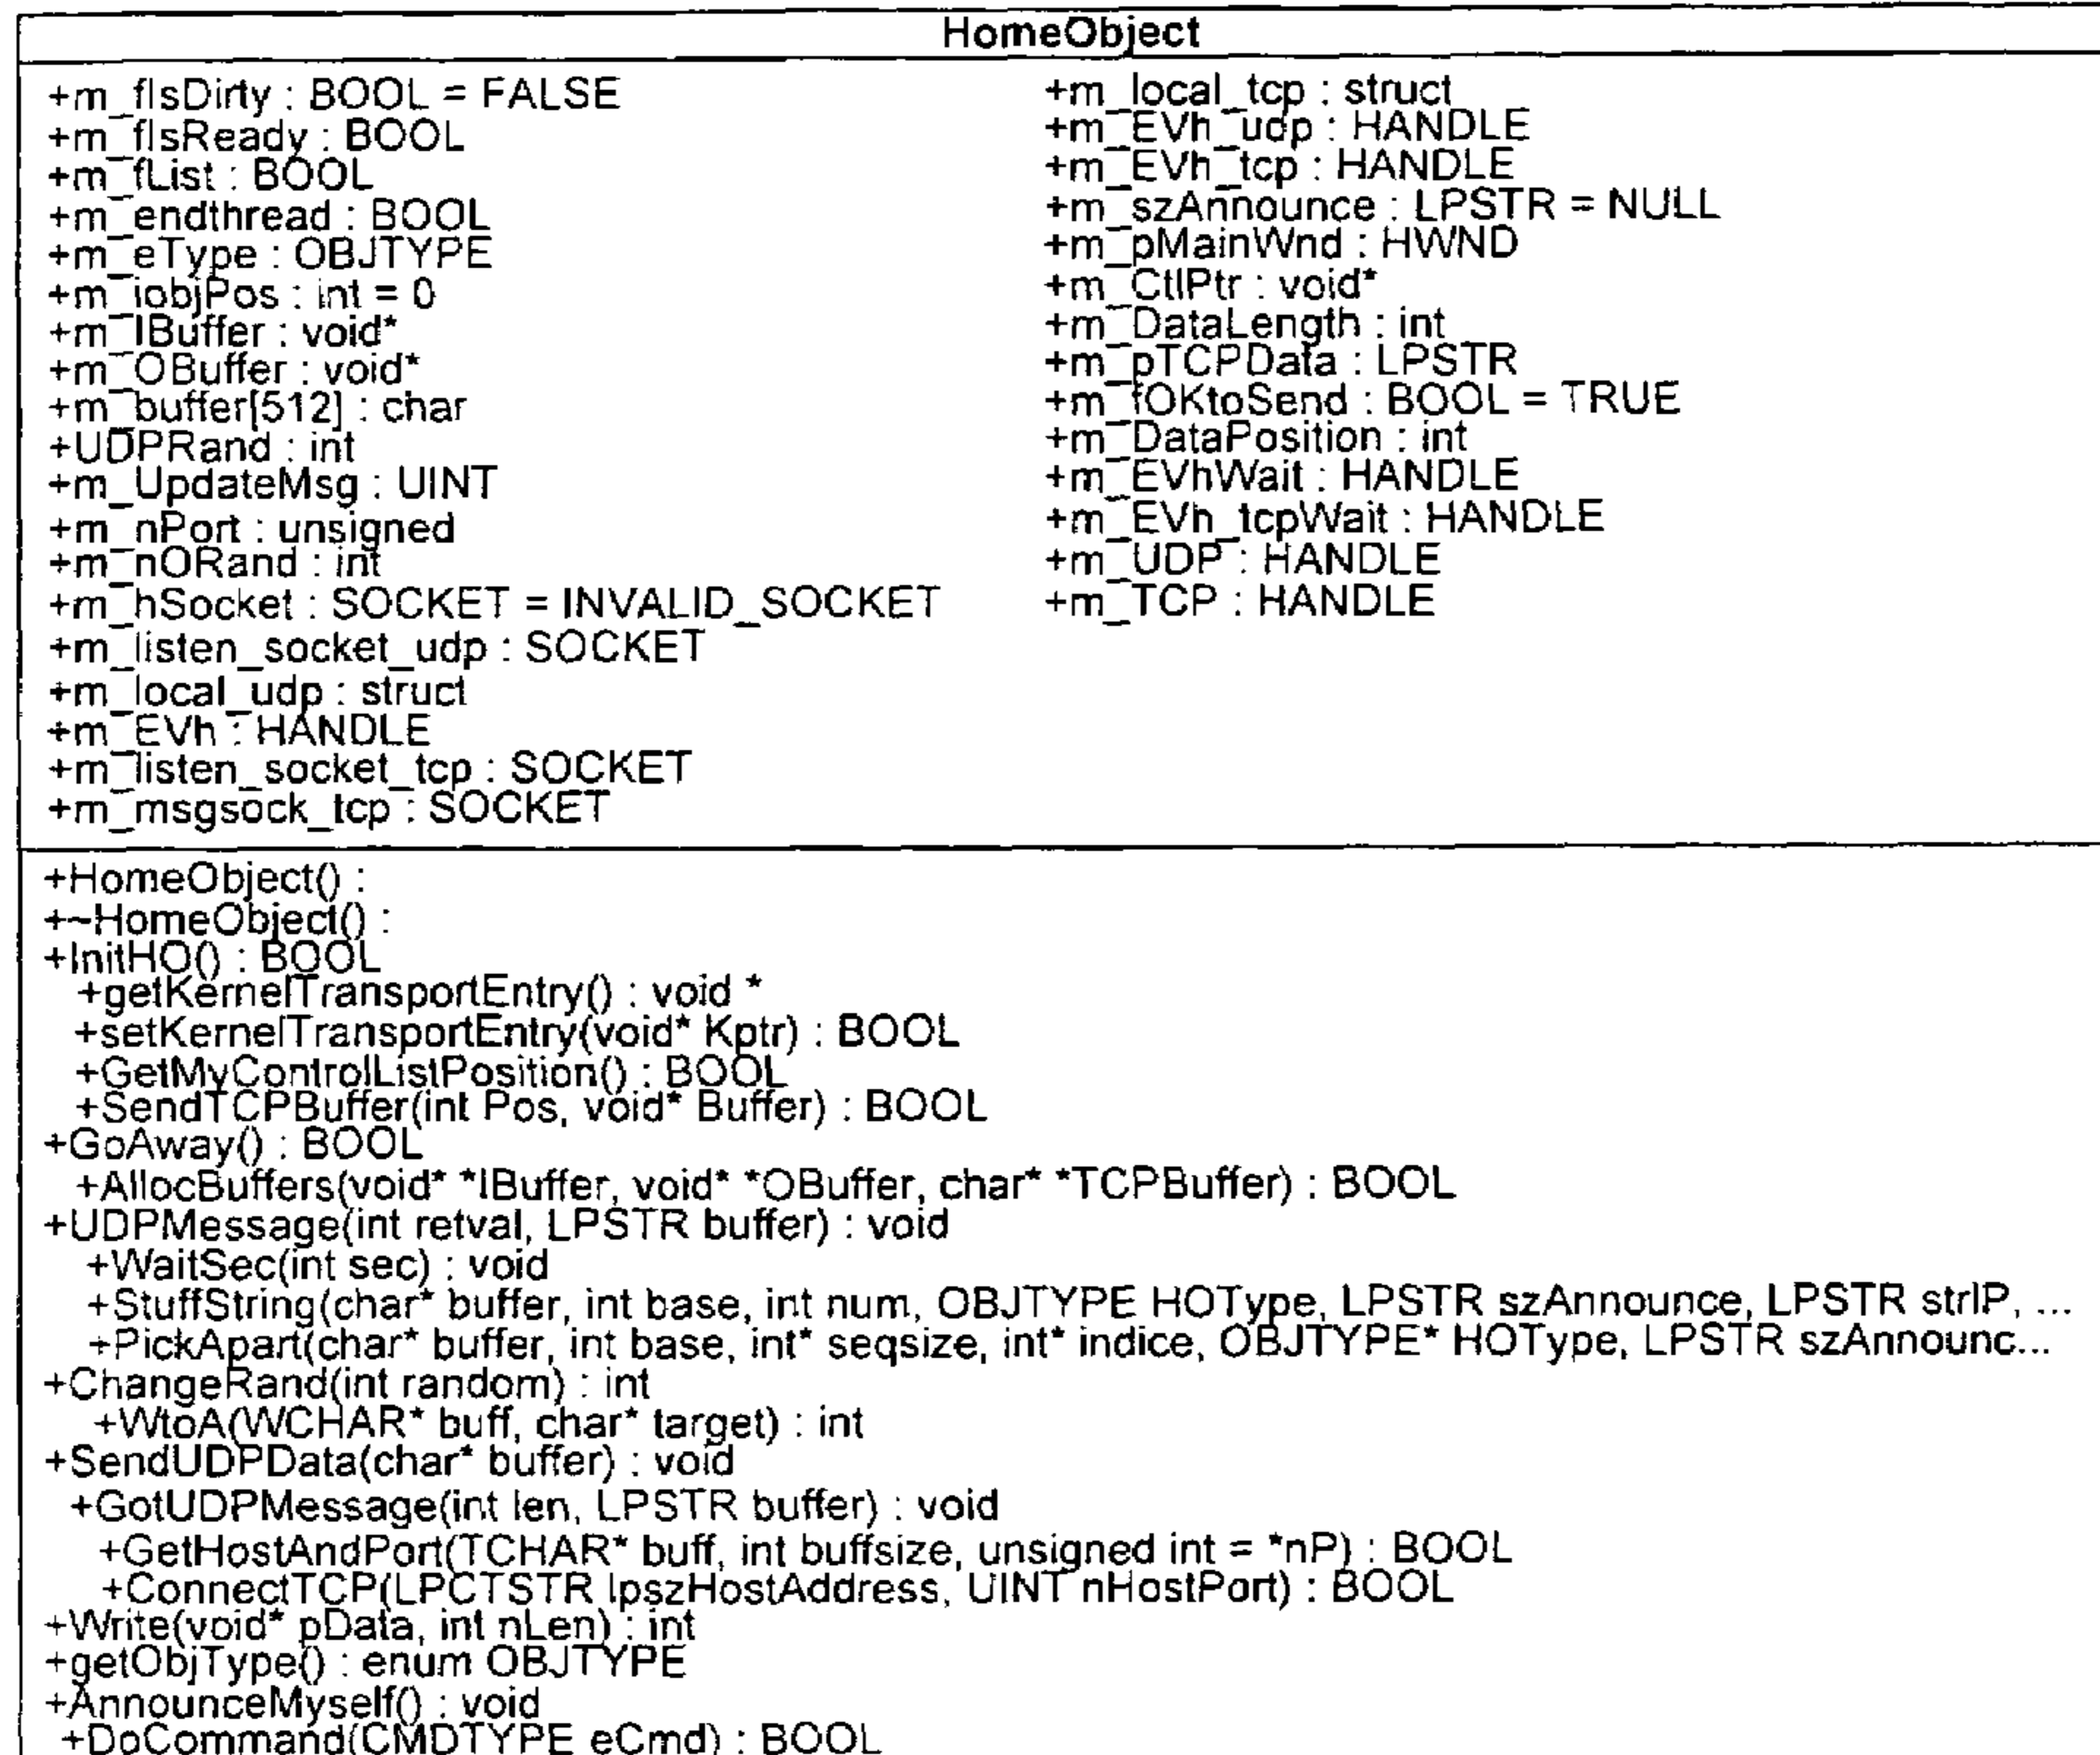 HomeObject
+m_fIsDirty : BOOL = FALSE
+m_fIsReady : BOOL
+m_fList : BOOL
+m_endthread : BOOL
+m_eType : OBJTYPE
+m_iobjPos : int = 0
+m_IBuffer : void*
+m_OBuffer : void*
+m_buffer[512] : char
+UDPRand : int
+m_UpdateMsg : UINT
+m_nPort : unsigned
+m_nORand : int
+m_hSocket : SOCKET = INVALID_SOCKET
+m_listen_socket_udp : SOCKET
+m_local_udp : struct
+m_EVh : HANDLE
+m_listen_socket_tcp : SOCKET
+m_msgsock_tcp : SOCKET
+m_local_tcp : struct
+m_EVh_udp : HANDLE
+m_EVh_tcp : HANDLE
+m_szAnnounce : LPSTR = NULL
+m_pMainWnd : HWND
+m_CtlPtr : void*
+m_DataLength : int
+m_pTCPData : LPSTR
+m_fOKtoSend : BOOL = TRUE
+m_DataPosition : int
+m_EVhWait : HANDLE
+m_EVh_tcpWait : HANDLE
+m_UDP : HANDLE
+m_TCP : HANDLE
+HomeObject() :
+~HomeObject() :
+InitHO() : BOOL
+getKernelTransportEntry() : void *
+setKernelTransportEntry(void* Kptr) : BOOL
+GetMyControlListPosition() : BOOL
+SendTCPBuffer(int Pos, void* Buffer) : BOOL
+GoAway() : BOOL
+AllocBuffers(void* *IBuffer, void* *OBuffer, char* *TCPBuffer) : BOOL
+UDPMessage(int retval, LPSTR buffer) : void
+WaitSec(int sec) : void
+StuffString(char* buffer, int base, int num, OBJTYPE HOType, LPSTR szAnnounce, LPSTR strIP, ...
+PickApart(char* buffer, int base, int* seqsize, int* indice, OBJTYPE* HOType, LPSTR szAnnounc...
+ChangeRand(int random) : int
+WtoA(WCHAR* buff, char* target) : int
+SendUDPData(char* buffer) : void
+GotUDPMessage(int len, LPSTR buffer) : void
+GetHostAndPort(TCHAR* buff, int buffsize, unsigned int = *nP) : BOOL
+ConnectTCP(LPCTSTR lpszHostAddress, UINT nHostPort) : BOOL
+Write(void* pData, int nLen) : int
+getObjType() : enum OBJTYPE
+AnnounceMyself() : void
+DoCommand(CMDTYPE eCmd) : BOOL